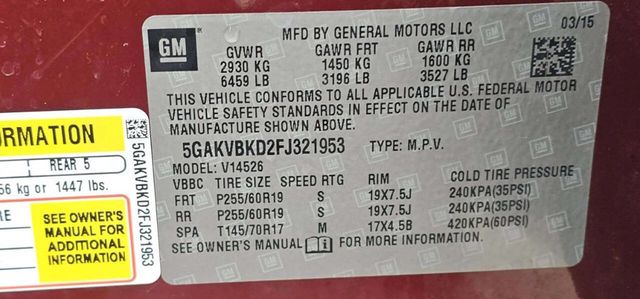 GM
MFD BY GENERAL MOTORS LLC
03/15
GVWR GAWR FRT GAWR RR
2930 KG 1450 KG 1600 KG
6459 LB 3196 LB 3527 LB
THIS VEHICLE CONFORMS TO ALL APPLICABLE U.S. FEDERAL MOTOR
VEHICLE SAFETY STANDARDS IN EFFECT ON THE DATE OF
MANUFACTURE SHOWN ABOVE.
5GAKVBKD2FJ321953 TYPE: M.P.V.
MODEL: V14526
VBBC TIRE SIZE SPEED RTG RIM COLD TIRE PRESSURE
FRT P255/60R19 S 19X7.5J 240KPA(35PSI)
RR P255/60R19 S 19X7.5J 240KPA(35PSI)
SPA T145/70R17 M 17X4.5B 420KPA(60PSI)
SEE OWNER'S MANUAL FOR MORE INFORMATION.
ORMATION
REAR 5
56 kg or 1447 lbs.
SEE OWNER'S
MANUAL FOR
ADDITIONAL
INFORMATION
5GAKVBKD2FJ321953